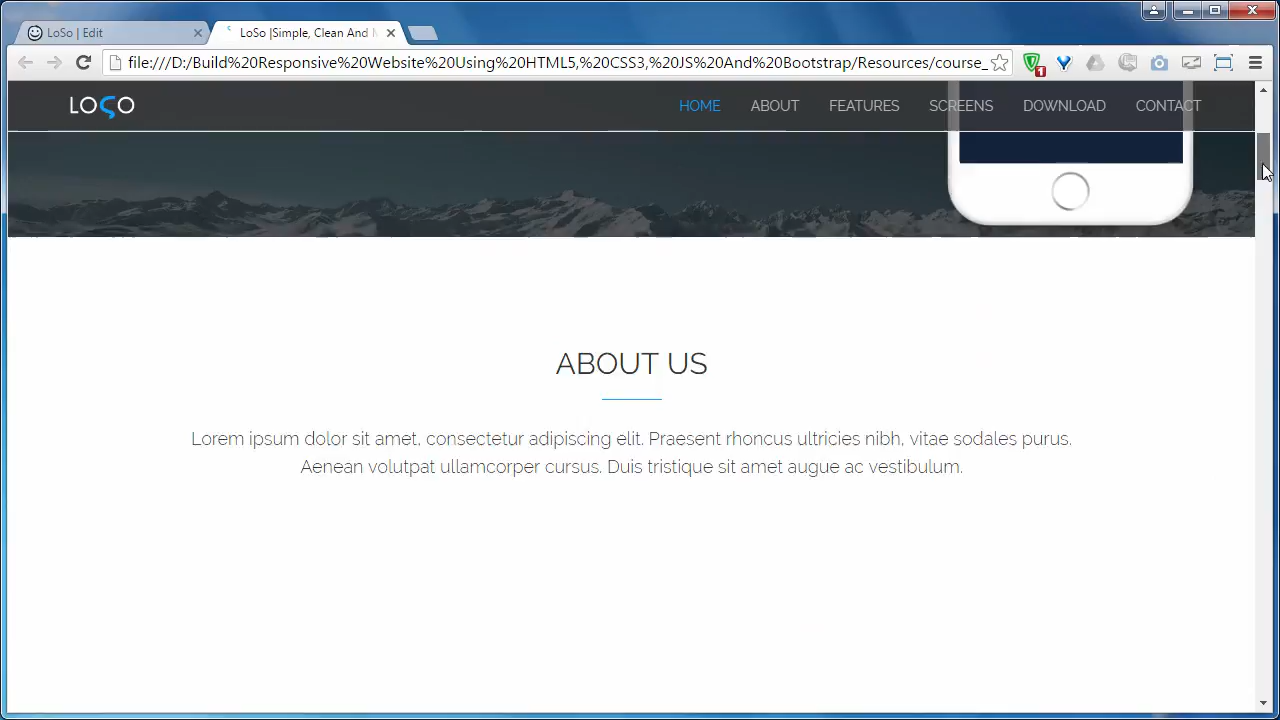 LoSo | Edit
LoSo |Simple, Clean And
file:///D:/Build%20Responsive%20Website%20Using%20HTML5,%20CSS3,%20JS%20And%20Bootstrap/Resources/course_
1
LOSO
HOME
ABOUT
FEATURES
SCREENS
DOWNLOAD
CONTACT
ABOUT US
Lorem ipsum dolor sit amet, consectetur adipiscing elit. Praesent rhoncus ultricies nibh, vitae sodales purus.
Aenean volutpat ullamcorper cursus. Duis tristique sit amet augue ac vestibulum.